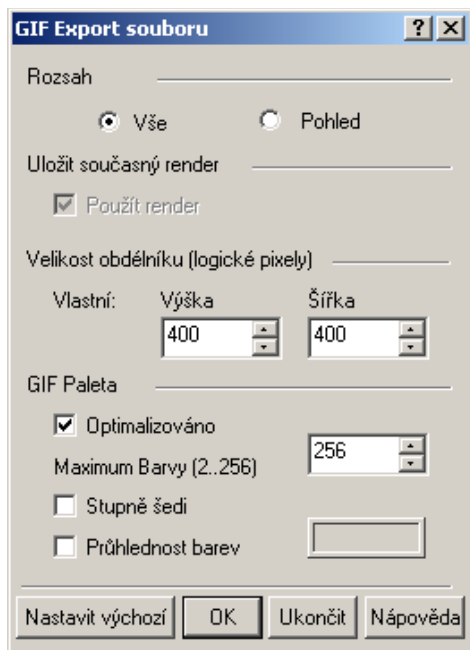 GIF Export souboru
Rozsah
Vše Pohled
Uložit současný render
Použít render
Velikost obdélníku (logické pixely)
Vlastní: Výška Šířka
400 400
GIF Paleta
Optimalizováno
Maximum Barvy (2..256) 256
Stupně šedi
Průhlednost barev
Nastavit výchozí OK Ukončit Nápověda